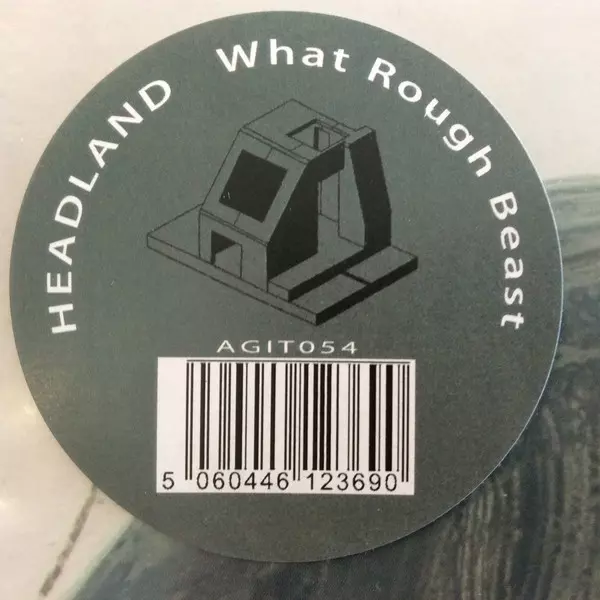 HEADLAND
What Rough Beast
AGIT054
5 060446 123690